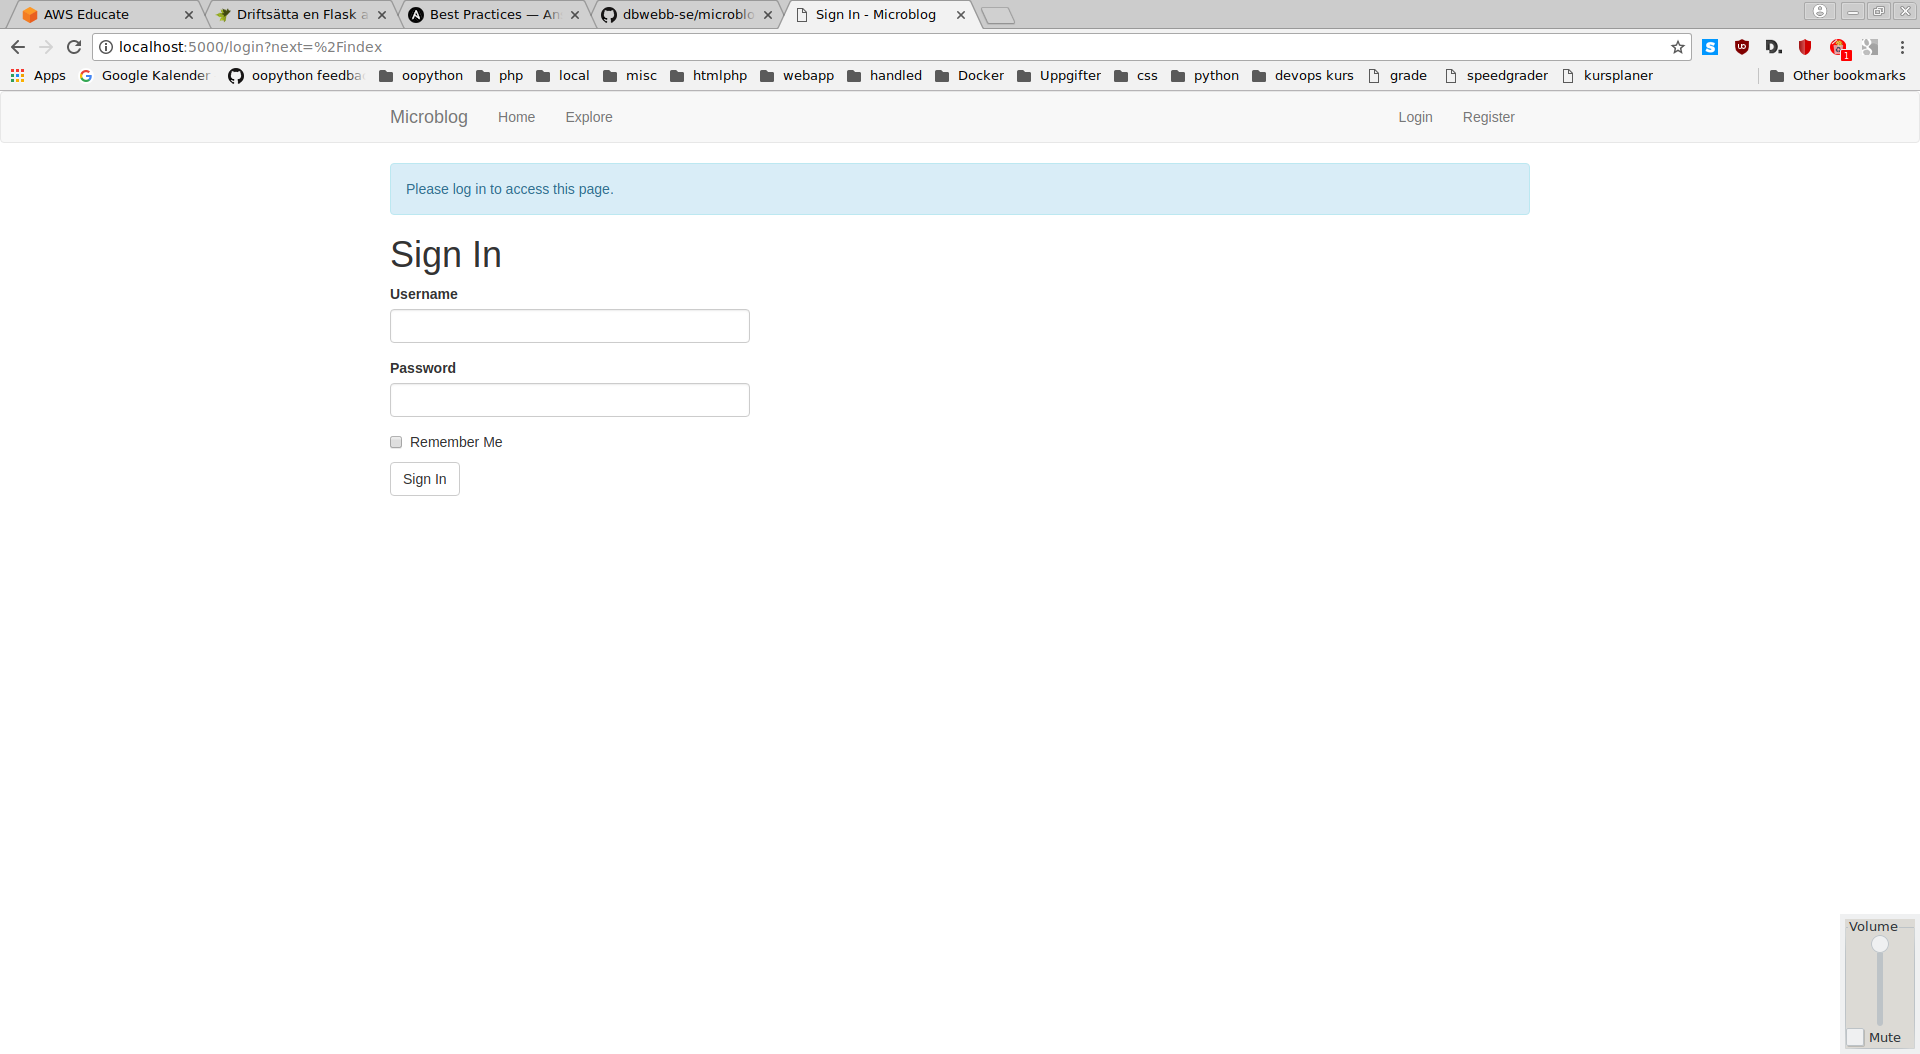 AWS Educate
Driftsätta en Flask a
Best Practices — An
dbwebb-se/microblo
Sign In - Microblog
localhost:5000/login?next=%2Findex
Apps Google Kalender oopython feedba oopython php local misc htmlphp webapp handled Docker Uppgifter css python devops kurs grade speedgrader kursplaner Other bookmarks
Microblog Home Explore Login Register
Please log in to access this page.
Sign In
Username
Password
Remember Me
Sign In
Volume
Mute